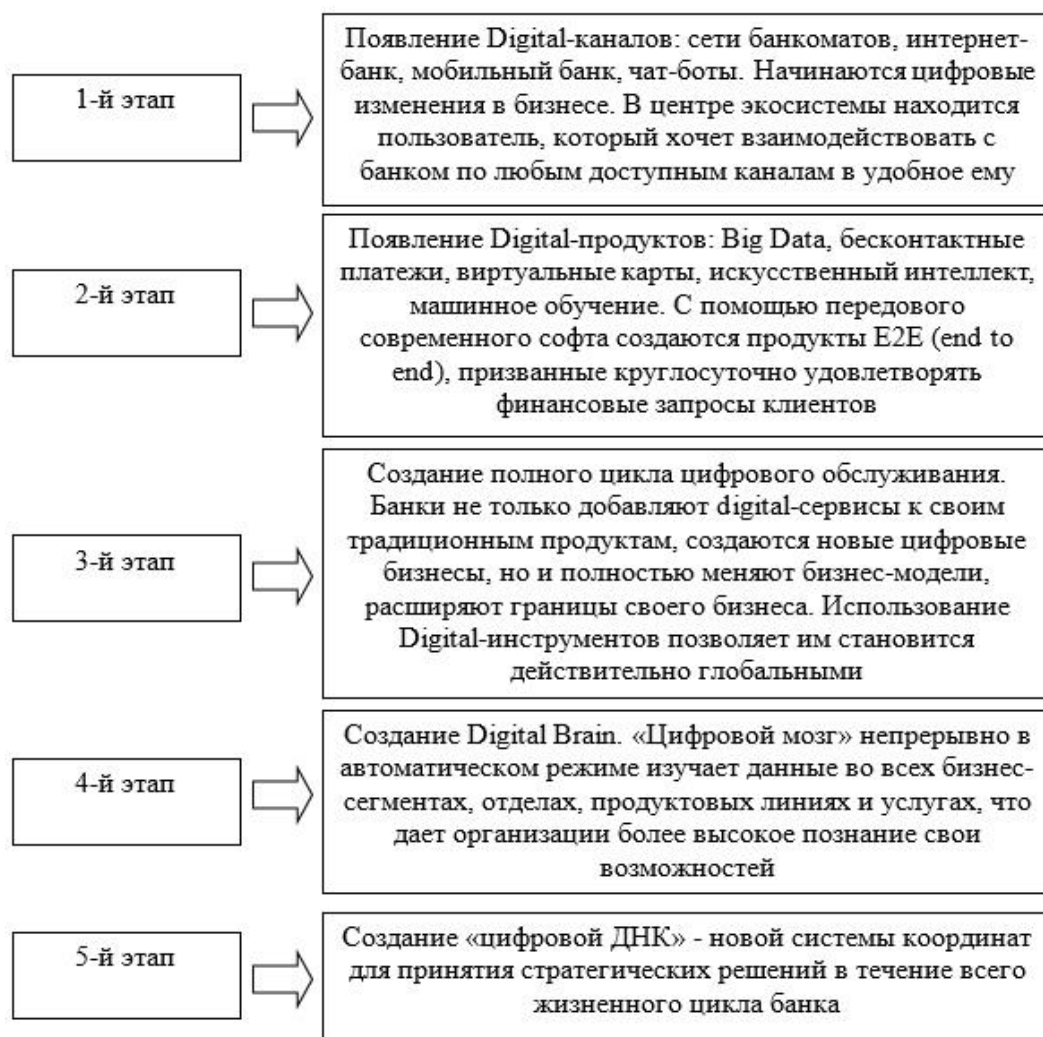 1-й этап
Появление Digital-каналов: сети банкоматов, интернет-
банк, мобильный банк, чат-боты. Начинаются цифровые
изменения в бизнесе. В центре экосистемы находится
пользователь, который хочет взаимодействовать с
банком по любым доступным каналам в удобное ему
2-й этап
Появление Digital-продуктов: Big Data, бесконтактные
платежи, виртуальные карты, искусственный интеллект,
машинное обучение. С помощью передового
современного софта создаются продукты E2E (end to
end), призванные круглосуточно удовлетворять
финансовые запросы клиентов
3-й этап
Создание полного цикла цифрового обслуживания.
Банки не только добавляют digital-сервисы к своим
традиционным продуктам, создаются новые цифровые
бизнесы, но и полностью меняют бизнес-модели,
расширяют границы своего бизнеса. Использование
Digital-инструментов позволяет им становится
действительно глобальными
4-й этап
Создание Digital Brain. «Цифровой мозг» непрерывно в
автоматическом режиме изучает данные во всех бизнес-
сегментах, отделах, продуктовых линиях и услугах, что
дает организации более высокое познание свои
возможностей
5-й этап
Создание «цифровой ДНК» - новой системы координат
для принятия стратегических решений в течение всего
жизненного цикла банка